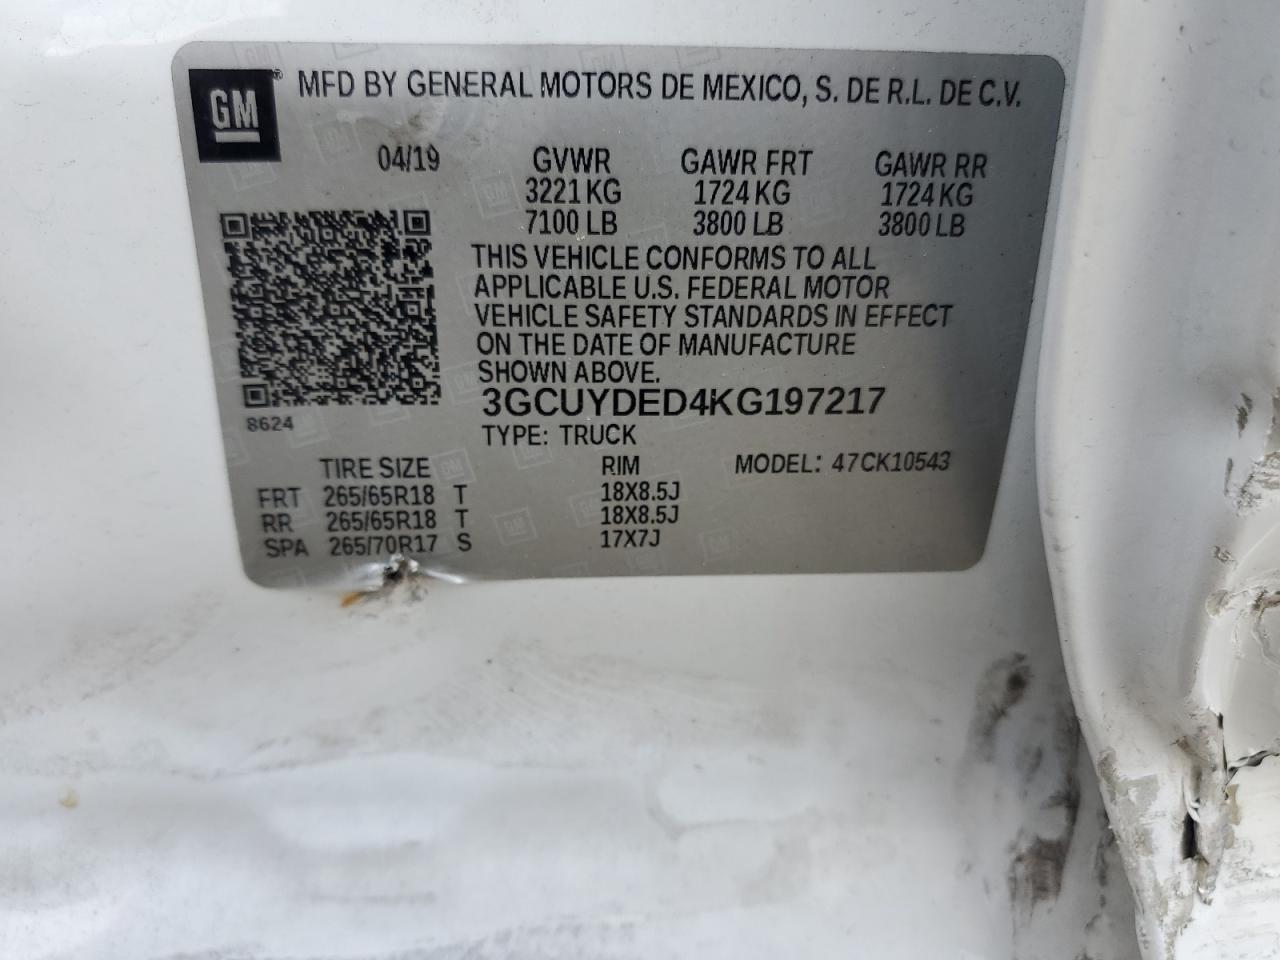 GM® MFD BY GENERAL MOTORS DE MEXICO, S. DE R.L. DE C.V.
04/19 GVWR GAWR FRT GAWR RR
3221 KG 1724 KG 1724 KG
7100 LB 3800 LB 3800 LB
THIS VEHICLE CONFORMS TO ALL
APPLICABLE U.S. FEDERAL MOTOR
VEHICLE SAFETY STANDARDS IN EFFECT
ON THE DATE OF MANUFACTURE
SHOWN ABOVE.
3GCUYDED4KG197217
8624
TYPE: TRUCK
TIRE SIZE RIM MODEL: 47CK10543
FRT 265/65R18 T 18X8.5J
RR 265/65R18 T 18X8.5J
SPA 265/70R17 S 17X7J